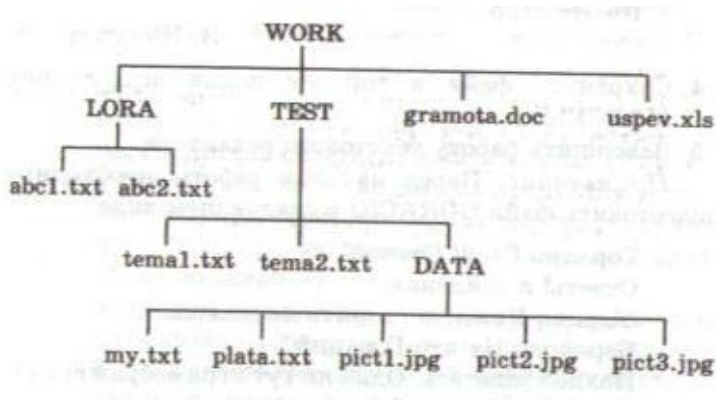 WORK
LORA TEST gramota.doc uspev.xls
abc1.txt abc2.txt
tema1.txt tema2.txt DATA
my.txt plata.txt pict1.jpg pict2.jpg pict3.jpg